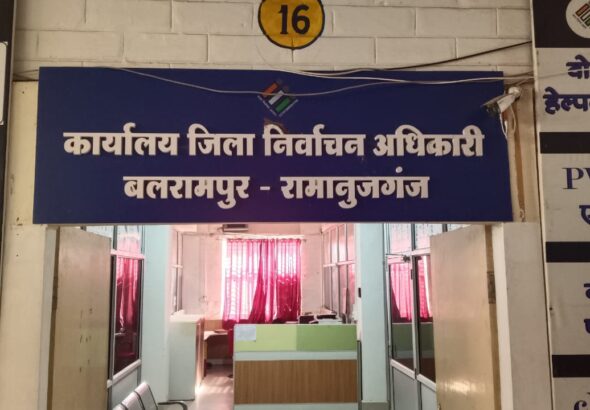 16
कार्यालय जिला निर्वाचन अधिकारी
बलरामपुर - रामानुजगंज